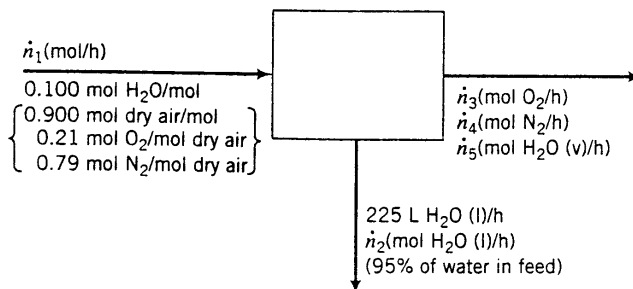 ṅ₁(mol/h)
0.100 mol H₂O/mol
0.900 mol dry air/mol
0.21 mol O₂/mol dry air
0.79 mol N₂/mol dry air
ṅ₃(mol O₂/h)
ṅ₄(mol N₂/h)
ṅ₅(mol H₂O (v)/h)
225 L H₂O (l)/h
ṅ₂(mol H₂O (l)/h)
(95% of water in feed)